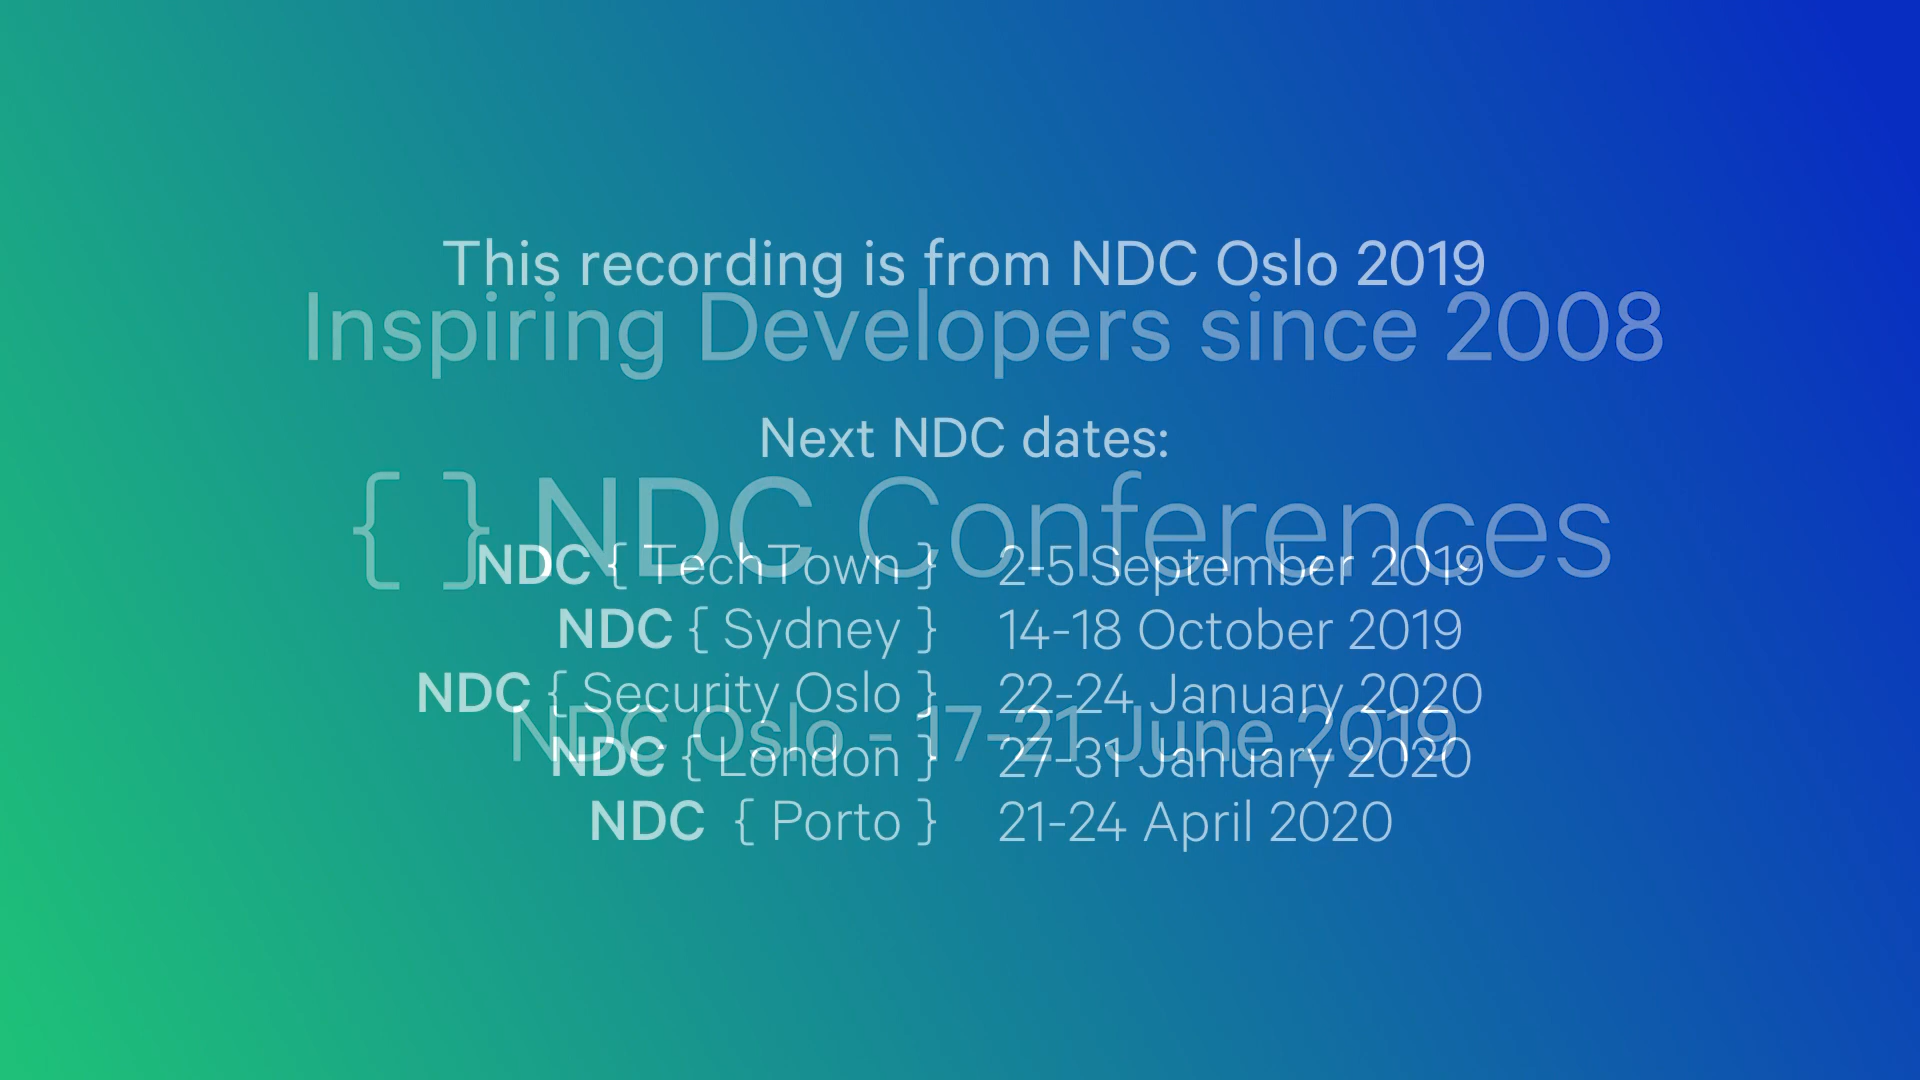 This recording is from NDC Oslo 2019
Inspiring Developers since 2008
Next NDC dates:
{ } NDC Conferences
NDC { TechTown } 2-5 September 2019
NDC { Sydney } 14-18 October 2019
NDC { Security Oslo } 22-24 January 2020
NDC Oslo - 17-21 June 2019
NDC { London } 27-31 January 2020
NDC { Porto } 21-24 April 2020